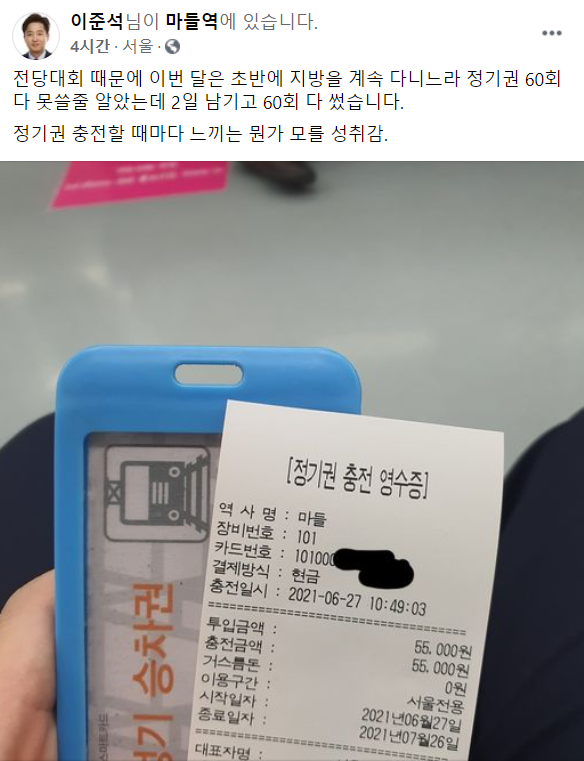 이준석님이 마들역에 있습니다.
4시간 · 서울 ·
전당대회 때문에 이번 달은 초반에 지방을 계속 다니느라 정기권 60회
다 못쓸줄 알았는데 2일 남기고 60회 다 썼습니다.
정기권 충전할 때마다 느끼는 뭔가 모를 성취감.
[정기권 충전 영수증]
역 사 명 : 마들
장비번호 : 101
카드번호 : 101000
결제방식 : 현금
충전일시 : 2021-06-27 10:49:03
투입금액 : 55,000원
충전금액 : 55,000원
거스름돈 : 0원
이용구간 : 서울전용
시작일자 : 2021년06월27일
종료일자 : 2021년07월26일
대표자명 :
정기 승차권
스마트카드